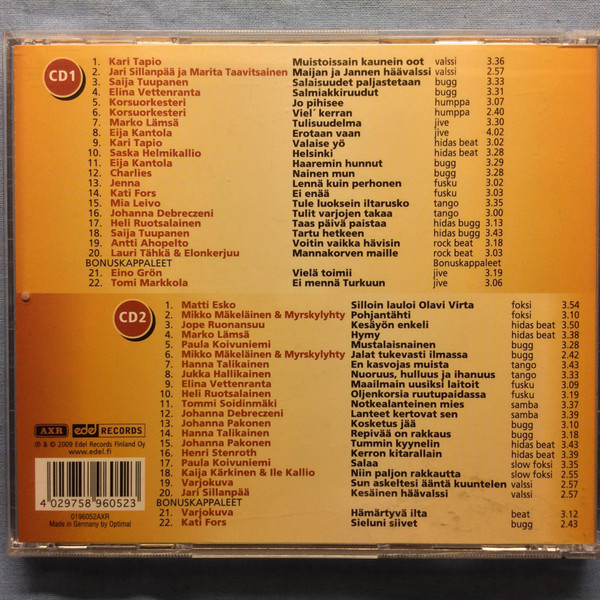 CD1
1. Kari Tapio Muistoissain kaunein oot valssi 3.36
2. Jari Sillanpää ja Marita Taavitsainen Maijan ja Jannen häävalssi valssi 2.57
3. Saija Tuupanen Salaisuudet paljastetaan bugg 3.33
4. Elina Vettenranta Salmiakkiruudut bugg 3.31
5. Korsuorkesteri Jo pihisee humppa 3.07
6. Korsuorkesteri Viel´ kerran humppa 2.40
7. Marko Lämsä Tulisuudelma jive 3.30
8. Eija Kantola Erotaan vaan jive 4.02
9. Kari Tapio Valaise yö hidas beat 3.02
10. Saska Helmikallio Helsinki hidas beat 3.28
11. Eija Kantola Haaremin hunnut bugg 3.29
12. Charlies Nainen mun bugg 3.28
13. Jenna Lennä kuin perhonen fusku 3.02
14. Kati Fors Ei enää fusku 3.03
15. Mia Leivo Tule luoksein iltarusko tango 3.35
16. Johanna Debreczeni Tulit varjojen takaa tango 3.00
17. Heli Ruotsalainen Taas päivä paistaa hidas bugg 3.13
18. Saija Tuupanen Tartu hetkeen hidas bugg 3.43
19. Antti Ahopelto Voitin vaikka hävisin rock beat 3.18
20. Lauri Tähkä & Elonkerjuu Mannakorven maille rock beat 3.03
BONUSKAPPALEET Bonuskappaleet
21. Eino Grön Vielä toimii jive 3.19
22. Tomi Markkola Ei mennä Turkuun jive 3.06
CD2
1. Matti Esko Silloin lauloi Olavi Virta foksi 3.54
2. Mikko Mäkeläinen & Myrskylyhty Pohjantähti foksi 3.10
3. Jope Ruonansuu Kesäyön enkeli hidas beat 3.50
4. Marko Lämsä Hymy hidas beat 3.38
5. Paula Koivuniemi Mustalaisnainen bugg 3.28
6. Mikko Mäkeläinen & Myrskylyhty Jalat tukevasti ilmassa bugg 2.42
7. Hanna Talikainen En kasvojas muista tango 3.43
8. Jukka Hallikainen Nuoruus, hulluus ja ihanuus tango 3.33
9. Elina Vettenranta Maailmain uusiksi laitoit fusku 3.09
10. Heli Ruotsalainen Oljenkorsia ruutupaidassa fusku 3.19
11. Tommi Soidinmäki Notkealanteinen mies samba 3.37
12. Johanna Debreczeni Lanteet kertovat sen samba 3.39
13. Johanna Pakonen Kosketus jää bugg 3.10
14. Hanna Talikainen Repivää on rakkaus bugg 3.18
15. Johanna Pakonen Tummin kyynelin hidas beat 3.43
16. Henri Stenroth Kerron kitarallain hidas beat 3.39
17. Paula Koivuniemi Salaa slow foksi 3.35
18. Kaija Kärkinen & Ile Kallio Niin paljon rakkautta slow foksi 2.55
19. Varjokuva Sun askeltesi ääntä kuuntelen valssi 2.57
20. Jari Sillanpää Kesäinen häävalssi valssi 2.57
BONUSKAPPALEET
21. Varjokuva Hämärtyvä ilta beat 3.12
22. Kati Fors Sieluni siivet bugg 2.43
AXR edel RECORDS
℗ & © 2009 Edel Records Finland Oy
www.edel.fi
4 029758 960523
0196052AXR
Made in Germany by Optimal